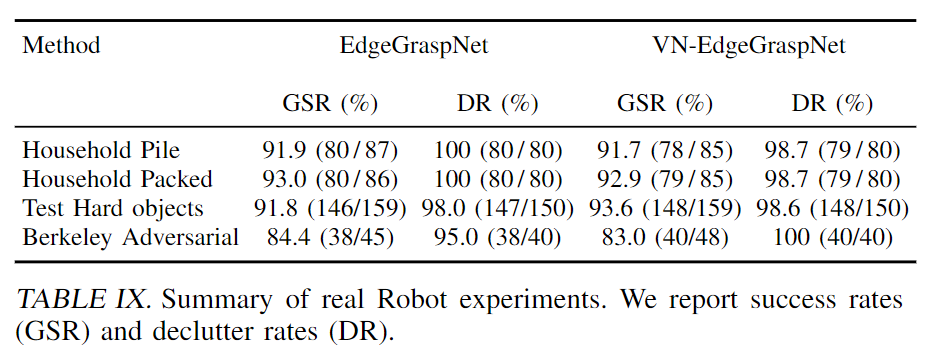 Method EdgeGraspNet VN-EdgeGraspNet
GSR (%) DR (%) GSR (%) DR (%)
Household Pile 91.9 (80 / 87) 100 (80 / 80) 91.7 (78 / 85) 98.7 (79 / 80)
Household Packed 93.0 (80 / 86) 100 (80 / 80) 92.9 (79 / 85) 98.7 (79 / 80)
Test Hard objects 91.8 (146/159) 98.0 (147/150) 93.6 (148/159) 98.6 (148/150)
Berkeley Adversarial 84.4 (38/45) 95.0 (38/40) 83.0 (40/48) 100 (40/40)
TABLE IX. Summary of real Robot experiments. We report success rates
(GSR) and declutter rates (DR).